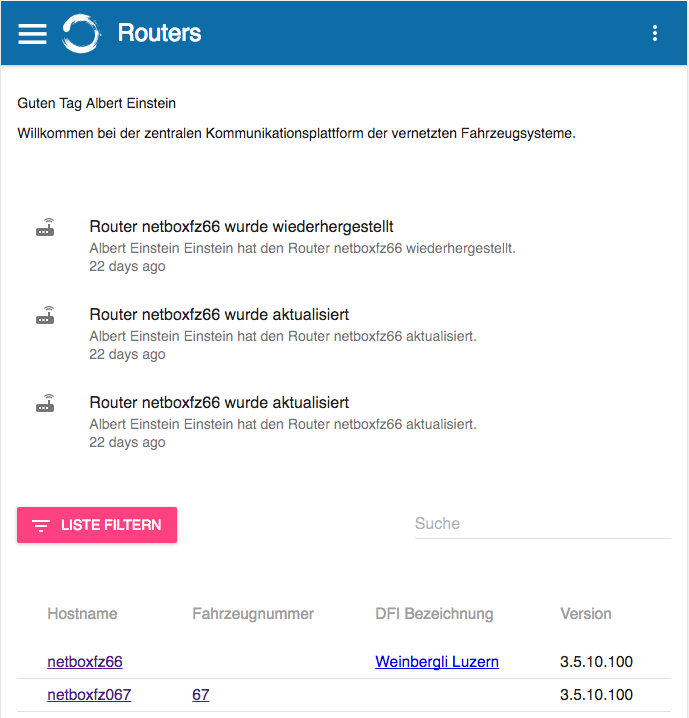 Routers
Guten Tag Albert Einstein
Willkommen bei der zentralen Kommunikationsplattform der vernetzten Fahrzeugsysteme.
Router netboxfz66 wurde wiederhergestellt
Albert Einstein Einstein hat den Router netboxfz66 wiederhergestellt.
22 days ago
Router netboxfz66 wurde aktualisiert
Albert Einstein Einstein hat den Router netboxfz66 aktualisiert.
22 days ago
Router netboxfz66 wurde aktualisiert
Albert Einstein Einstein hat den Router netboxfz66 aktualisiert.
22 days ago
LISTE FILTERN Suche
Hostname Fahrzeugnummer DFI Bezeichnung Version
netboxfz66 Weinbergli Luzern 3.5.10.100
netboxfz067 67 3.5.10.100